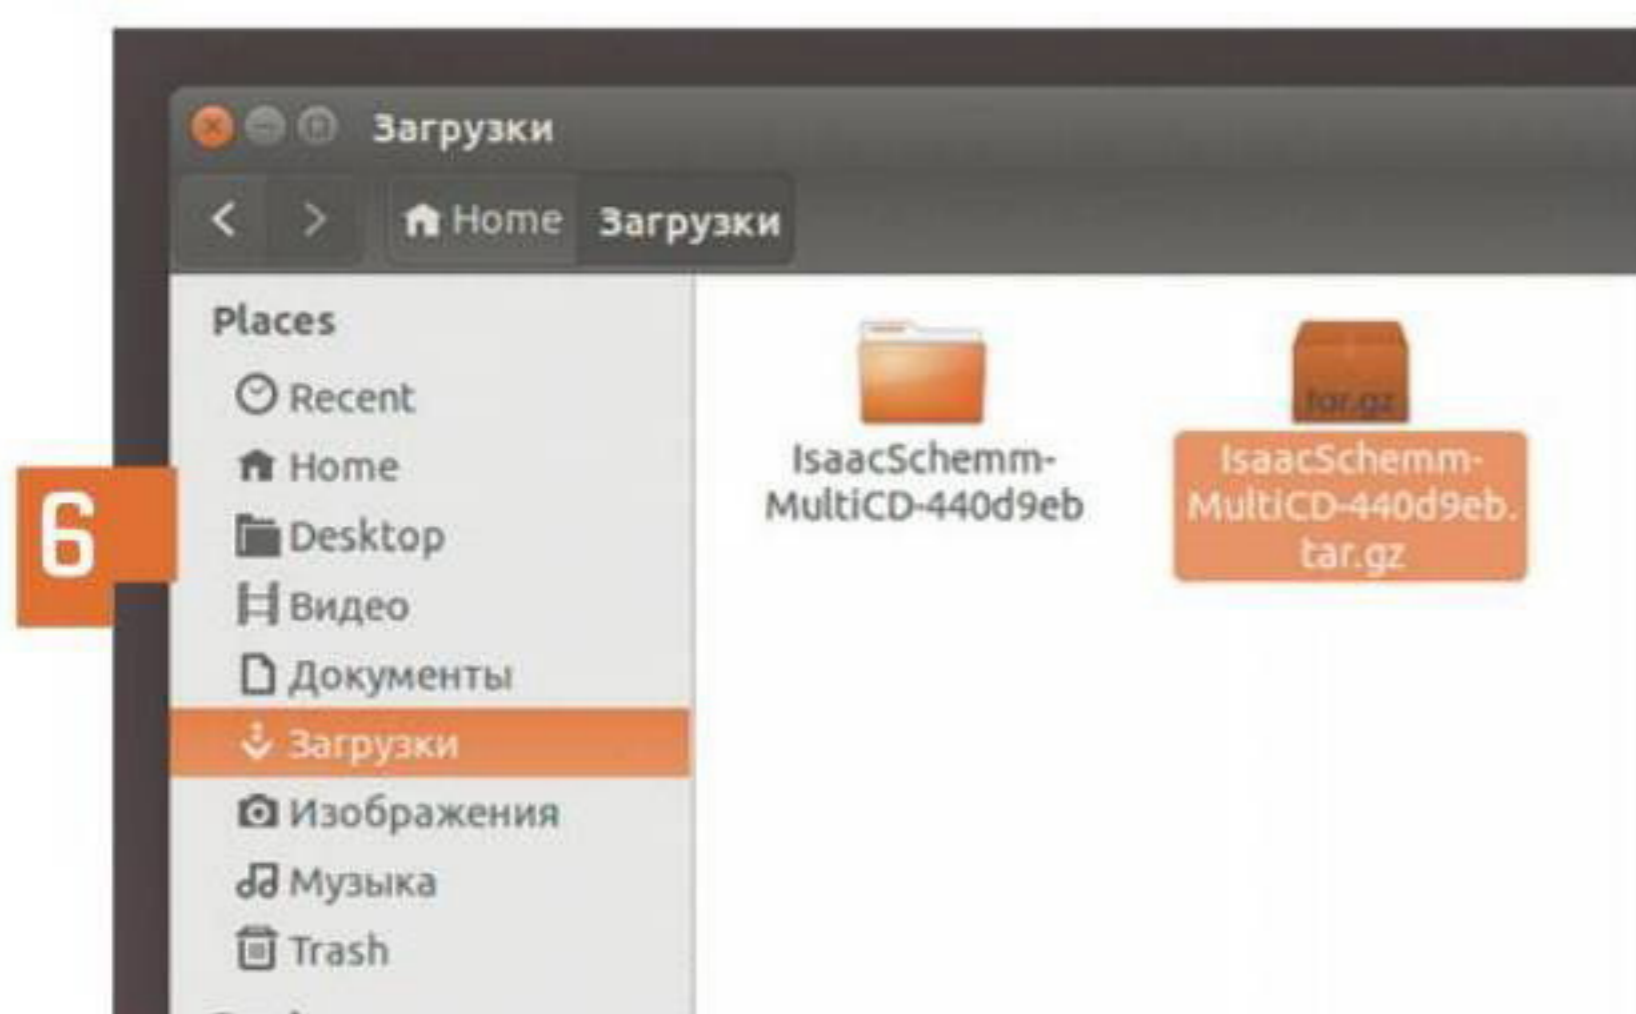 Загрузки
Home Загрузки
Places
Recent
Home
Desktop
Видео
Документы
Загрузки
Изображения
Музыка
Trash
6
tar.gz
IsaacSchemm-
MultiCD-440d9eb
IsaacSchemm-
MultiCD-440d9eb.
tar.gz